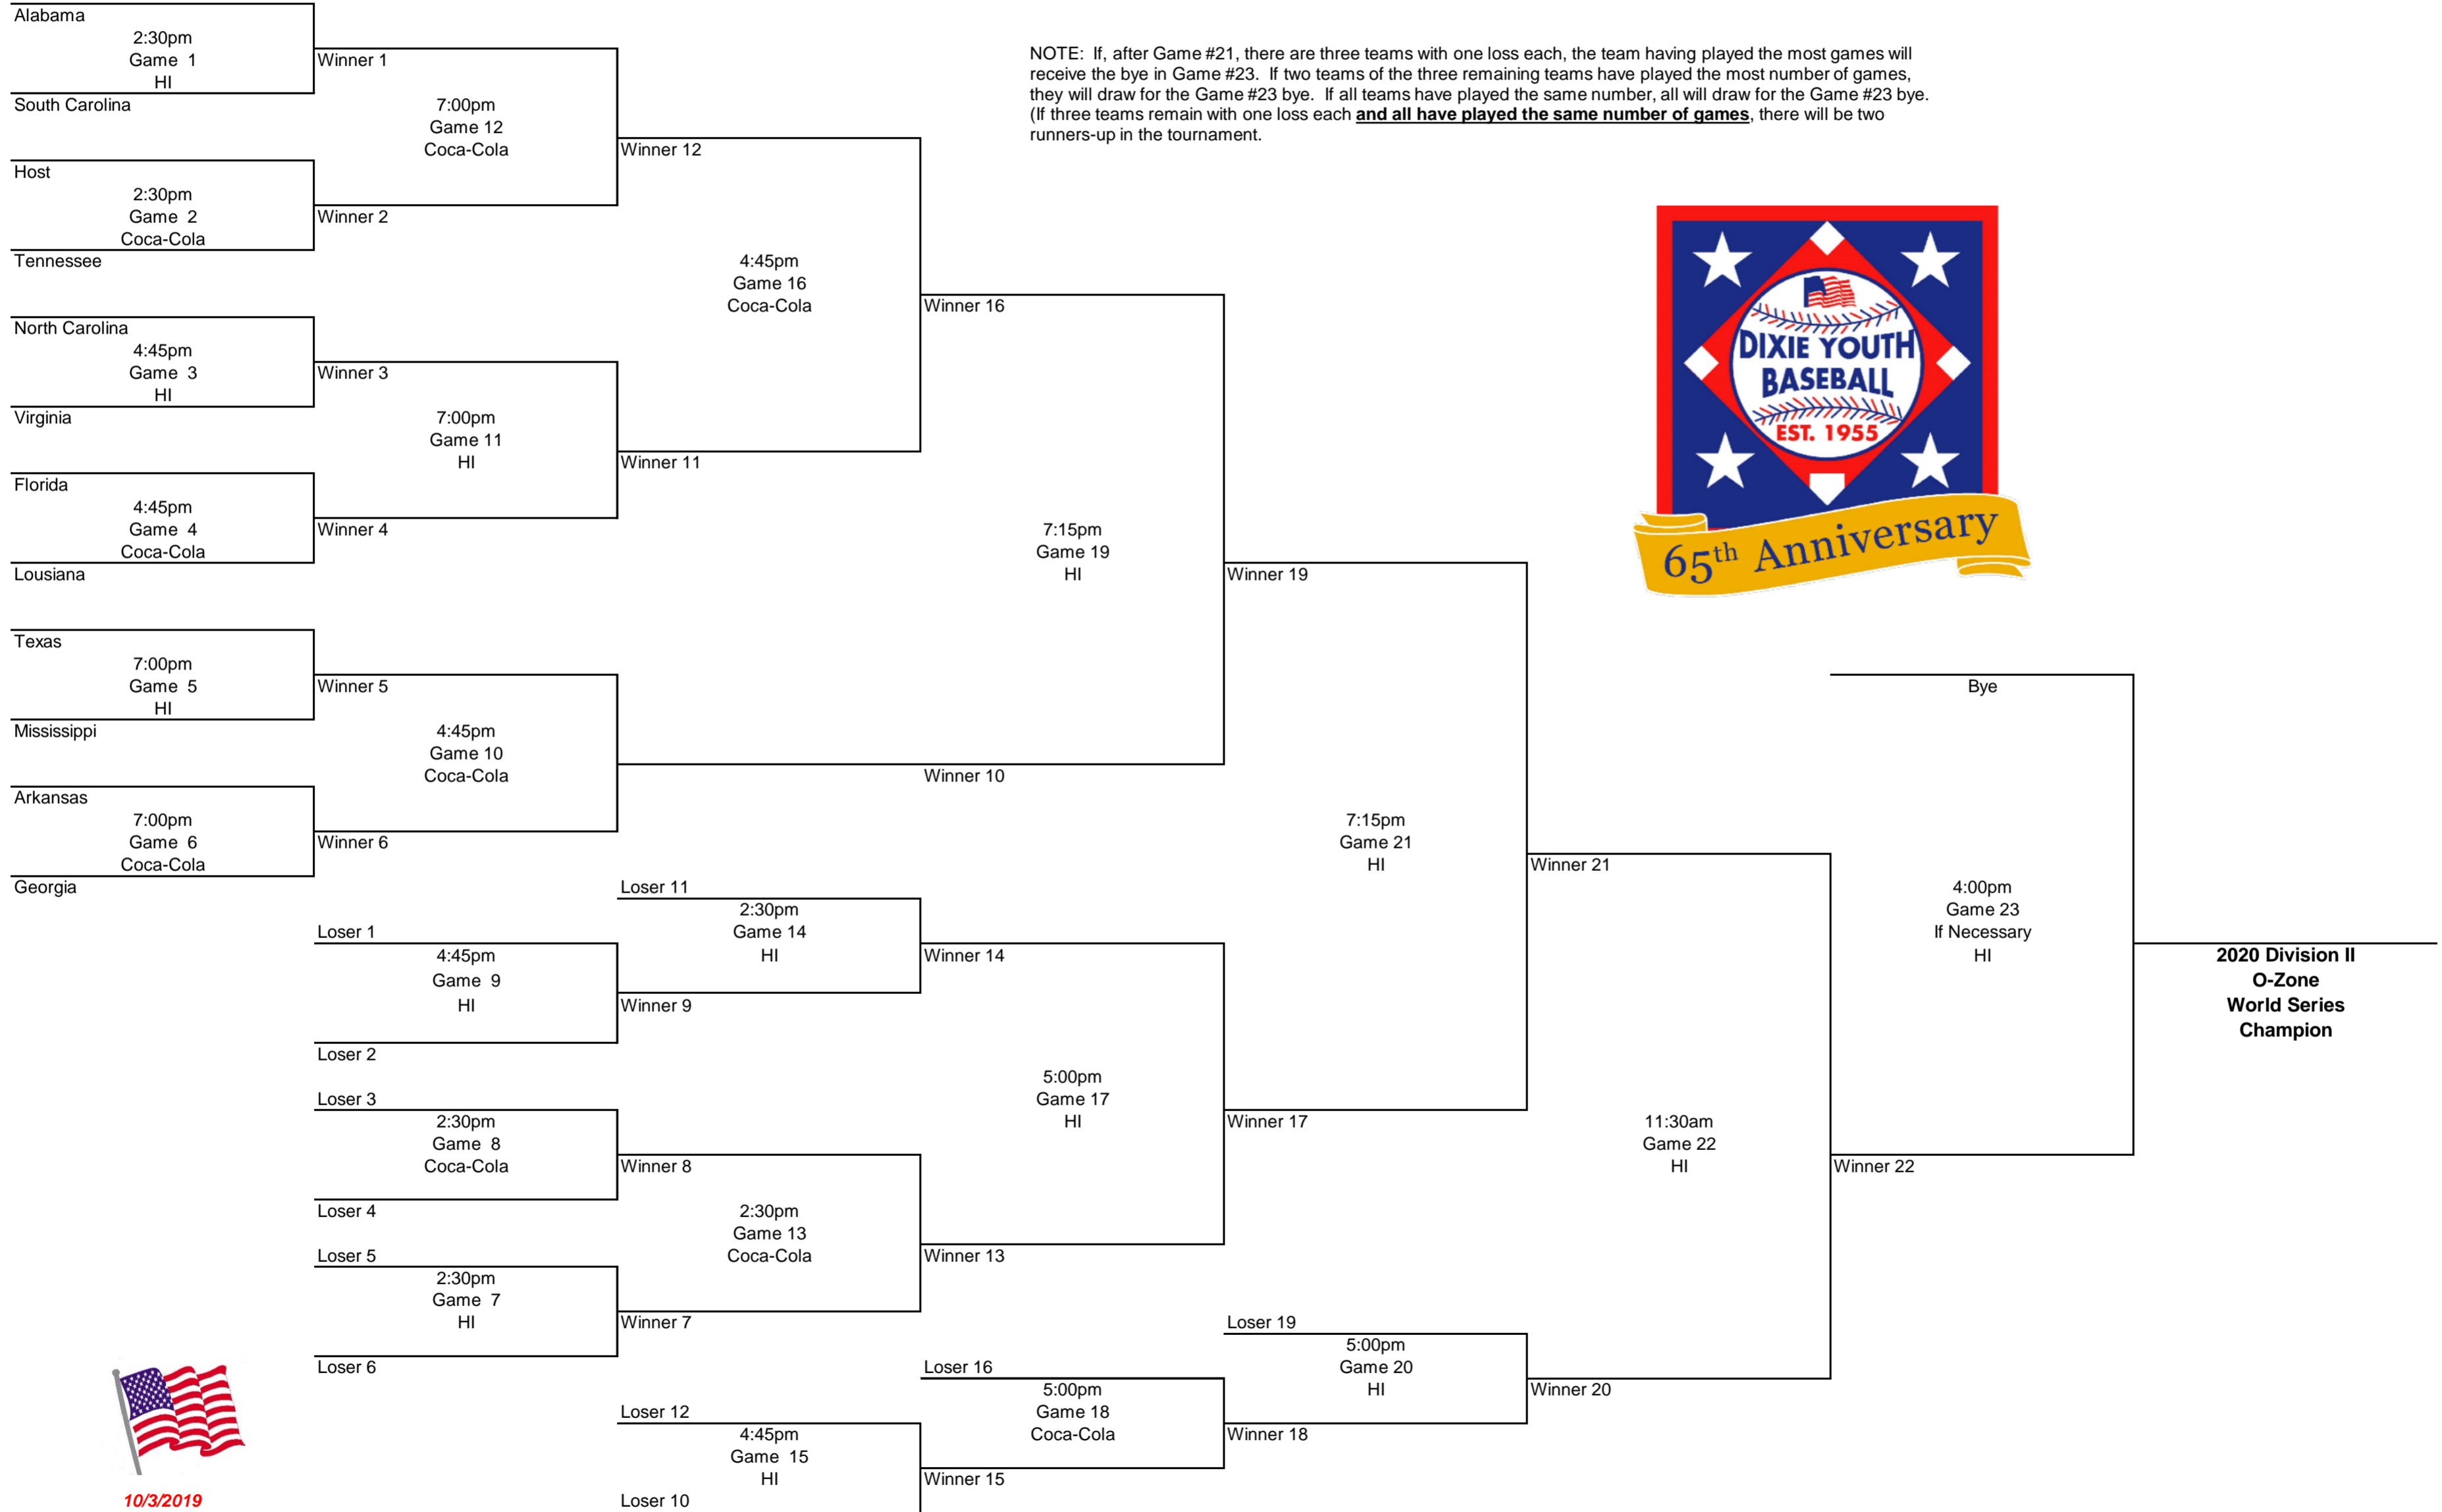 Alabama
2:30pm
Game 1
HI
South Carolina
Winner 1
7:00pm
Game 12
Coca-Cola
Host
2:30pm
Game 2
Coca-Cola
Tennessee
Winner 2
Winner 12
4:45pm
Game 16
Coca-Cola
North Carolina
4:45pm
Game 3
HI
Virginia
Winner 3
7:00pm
Game 11
HI
Florida
4:45pm
Game 4
Coca-Cola
Lousiana
Winner 4
Winner 11
Winner 16
7:15pm
Game 19
HI
Texas
7:00pm
Game 5
HI
Mississippi
Winner 5
4:45pm
Game 10
Coca-Cola
Arkansas
7:00pm
Game 6
Coca-Cola
Georgia
Winner 6
Winner 10
Winner 19
7:15pm
Game 21
HI
NOTE: If, after Game #21, there are three teams with one loss each, the team having played the most games will
receive the bye in Game #23. If two teams of the three remaining teams have played the most number of games,
they will draw for the Game #23 bye. If all teams have played the same number, all will draw for the Game #23 bye.
(If three teams remain with one loss each and all have played the same number of games, there will be two
runners-up in the tournament.
DIXIE YOUTH
BASEBALL
EST. 1955
65th Anniversary
Loser 11
2:30pm
Game 14
HI
Loser 1
4:45pm
Game 9
HI
Loser 2
Winner 9
Winner 14
5:00pm
Game 17
HI
Loser 3
2:30pm
Game 8
Coca-Cola
Loser 4
Winner 8
2:30pm
Game 13
Coca-Cola
Loser 5
2:30pm
Game 7
HI
Loser 6
Winner 7
Winner 13
Winner 17
Winner 21
11:30am
Game 22
HI
Loser 19
5:00pm
Game 20
HI
Loser 16
5:00pm
Game 18
Coca-Cola
Loser 12
4:45pm
Game 15
HI
Loser 10
Winner 15
Winner 18
Winner 20
Bye
4:00pm
Game 23
If Necessary
HI
Winner 22
2020 Division II
O-Zone
World Series
Champion
10/3/2019